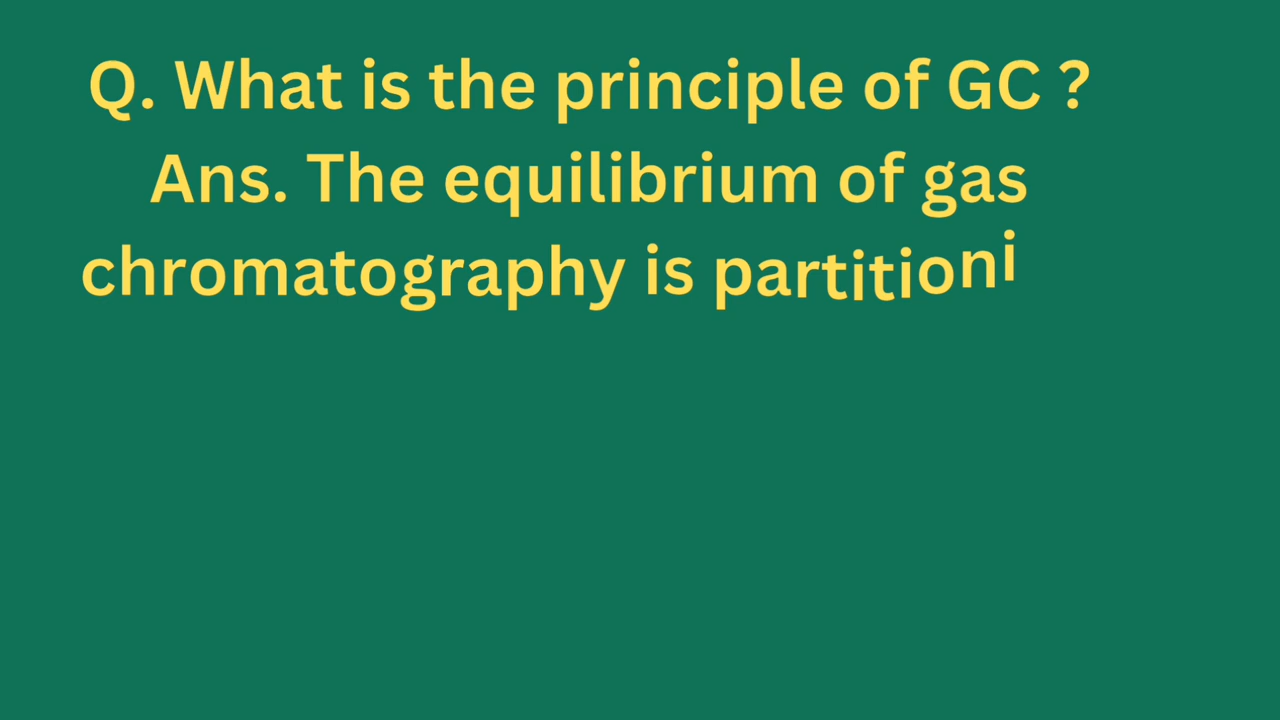 Q. What is the principle of GC ?
Ans. The equilibrium of gas
chromatography is partitioni